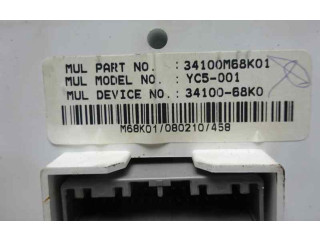 MUL PART NO. : 34100M68K01
MUL MODEL NO. : YC5-001
MUL DEVICE NO.: 34100-68K0
M68K01/080210/458